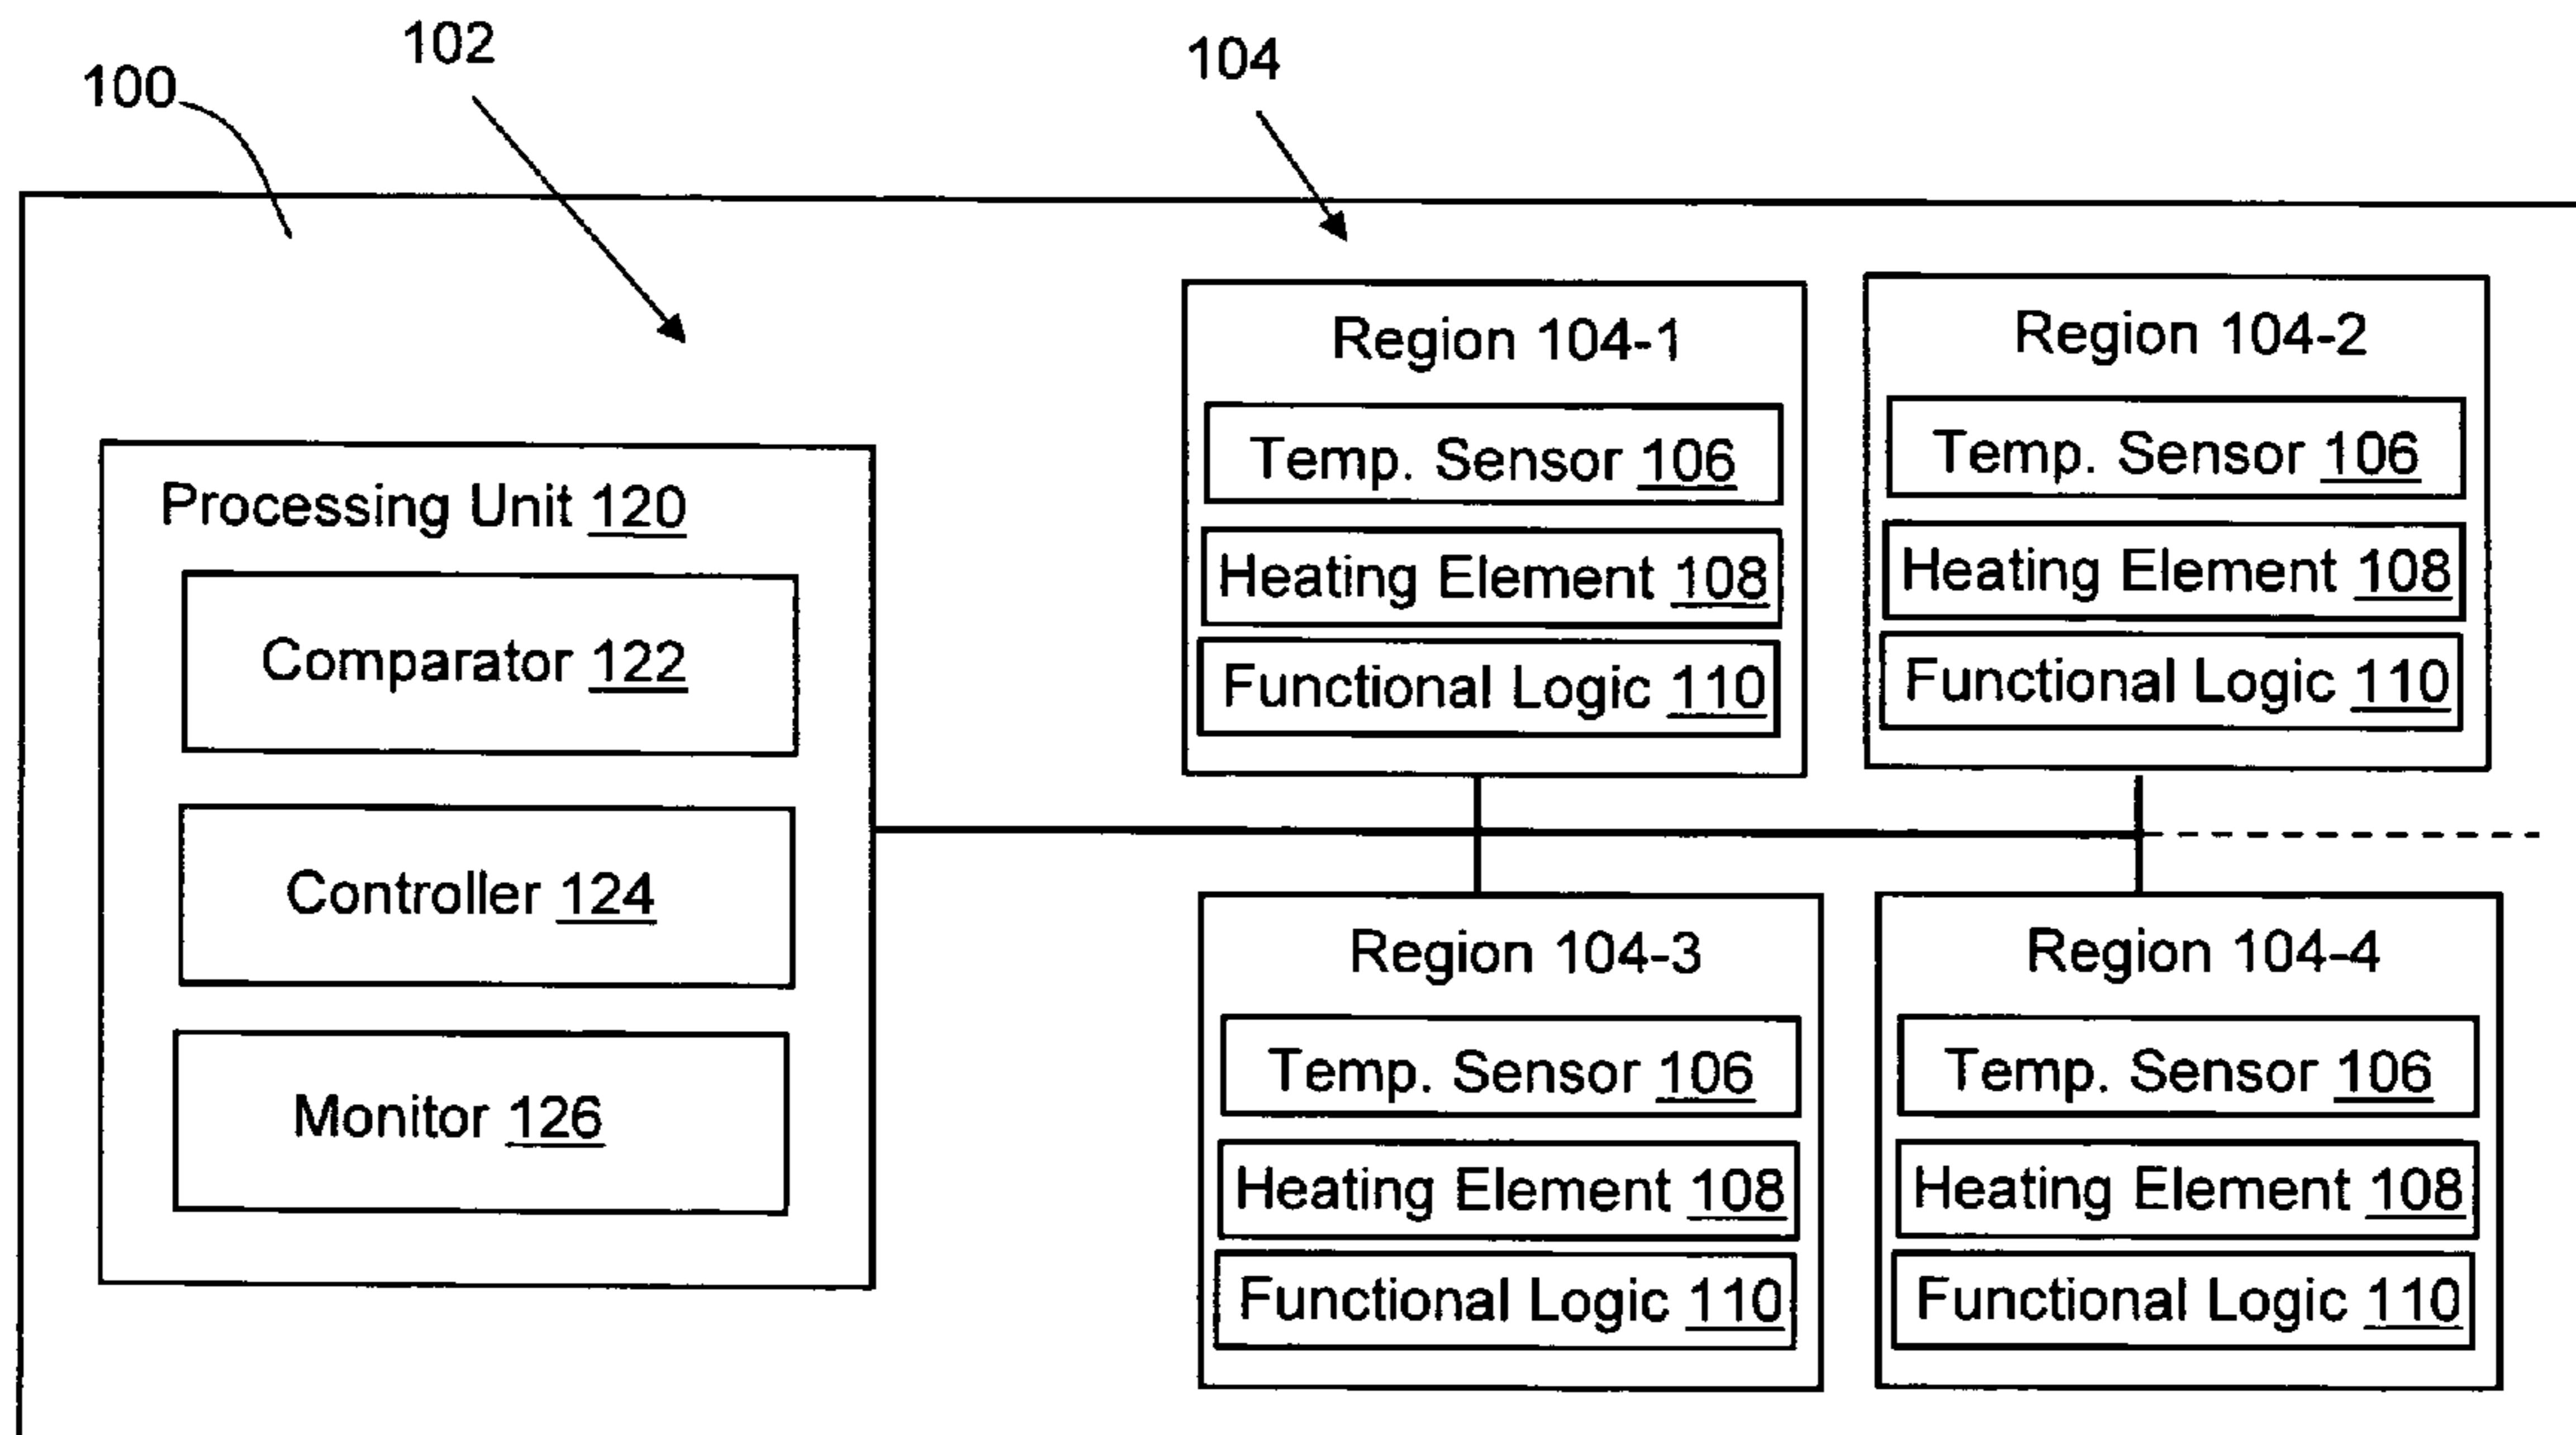 102
104
100
Region 104-1
Temp. Sensor 106
Heating Element 108
Functional Logic 110
Region 104-2
Temp. Sensor 106
Heating Element 108
Functional Logic 110
Processing Unit 120
Comparator 122
Controller 124
Monitor 126
Region 104-3
Temp. Sensor 106
Heating Element 108
Functional Logic 110
Region 104-4
Temp. Sensor 106
Heating Element 108
Functional Logic 110